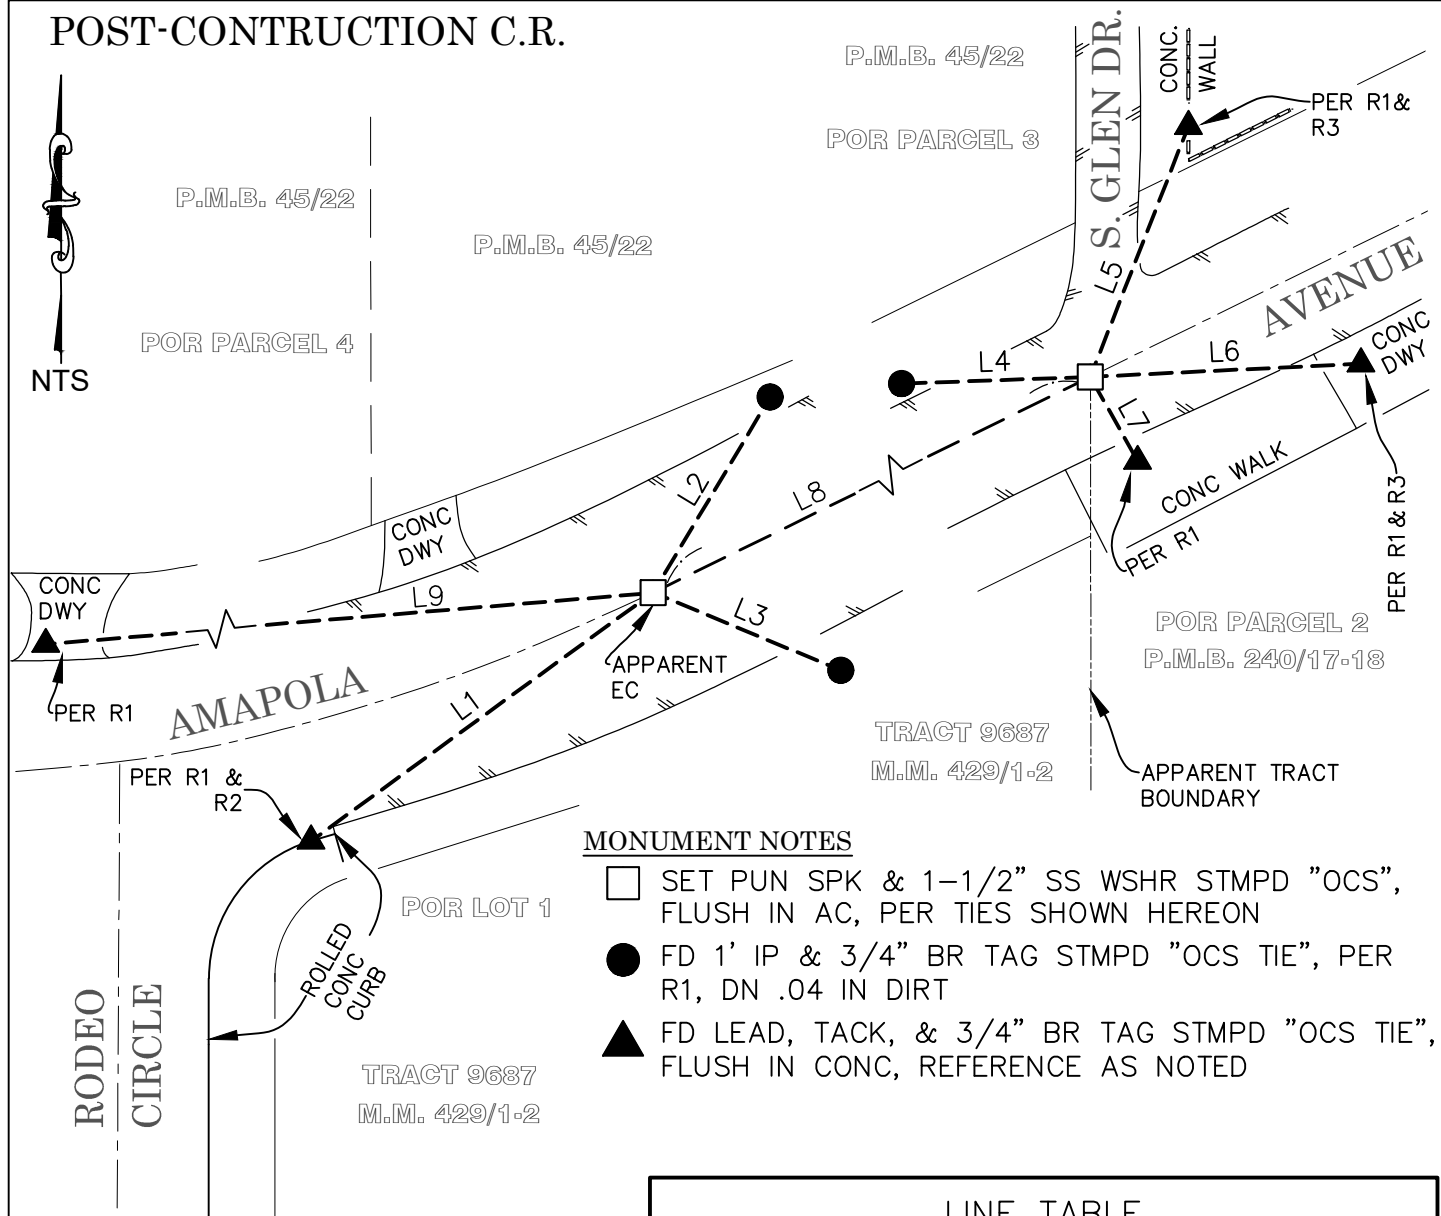 POST-CONTRUCTION C.R.
NTS
P.M.B. 45/22
POR PARCEL 4
P.M.B. 45/22
P.M.B. 45/22
POR PARCEL 3
S. GLEN DR.
CONC.
WALL
PER R1&
R3
AVENUE
CONC
DWY
L5
L4
L6
L7
L2
L8
CONC WALK
PER R1
PER R1 & R3
CONC
DWY
CONC
DWY
L9
L3
APPARENT
EC
L1
PER R1
AMAPOLA
PER R1 &
R2
POR PARCEL 2
P.M.B. 240/17-18
TRACT 9687
M.M. 429/1-2
APPARENT TRACT
BOUNDARY
POR LOT 1
ROLLED
CONC
CURB
RODEO
CIRCLE
TRACT 9687
M.M. 429/1-2
MONUMENT NOTES
SET PUN SPK & 1-1/2" SS WSHR STMPD "OCS",
FLUSH IN AC, PER TIES SHOWN HEREON
FD 1' IP & 3/4" BR TAG STMPD "OCS TIE", PER
R1, DN .04 IN DIRT
FD LEAD, TACK, & 3/4" BR TAG STMPD "OCS TIE",
FLUSH IN CONC, REFERENCE AS NOTED
LINE TABLE